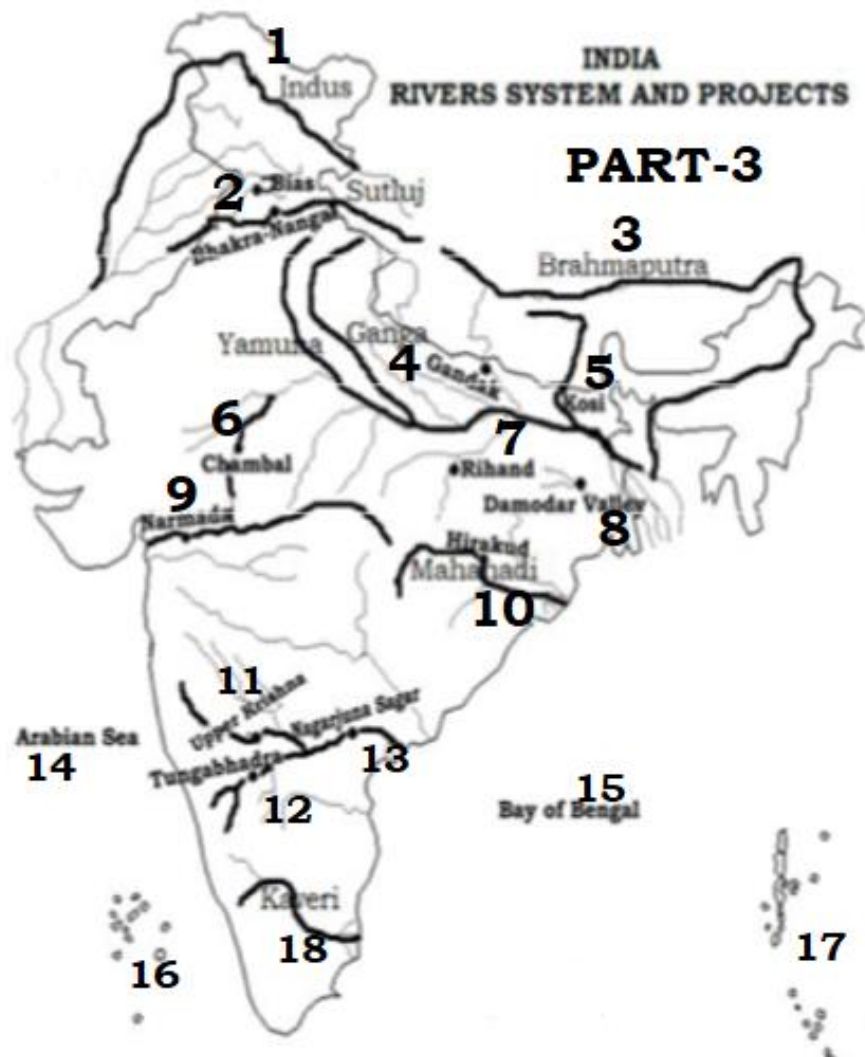 1
INDIA
RIVERS SYSTEM AND PROJECTS
Indus
PART-3
2
Bias
Sutluj
Bhakra-Nangal
3
Brahmaputra
Yamuna
Ganga
4
Gandak
5
Kosi
6
Chambal
7
Rihand
9
Narmada
Damodar Valley
8
Hirakud
Mahanadi
10
11
Upper Krishna
Nagarjuna Sagar
Arabian Sea
14
Tungabhadra
13
12
15
Bay of Bengal
Kaveri
18
16
17